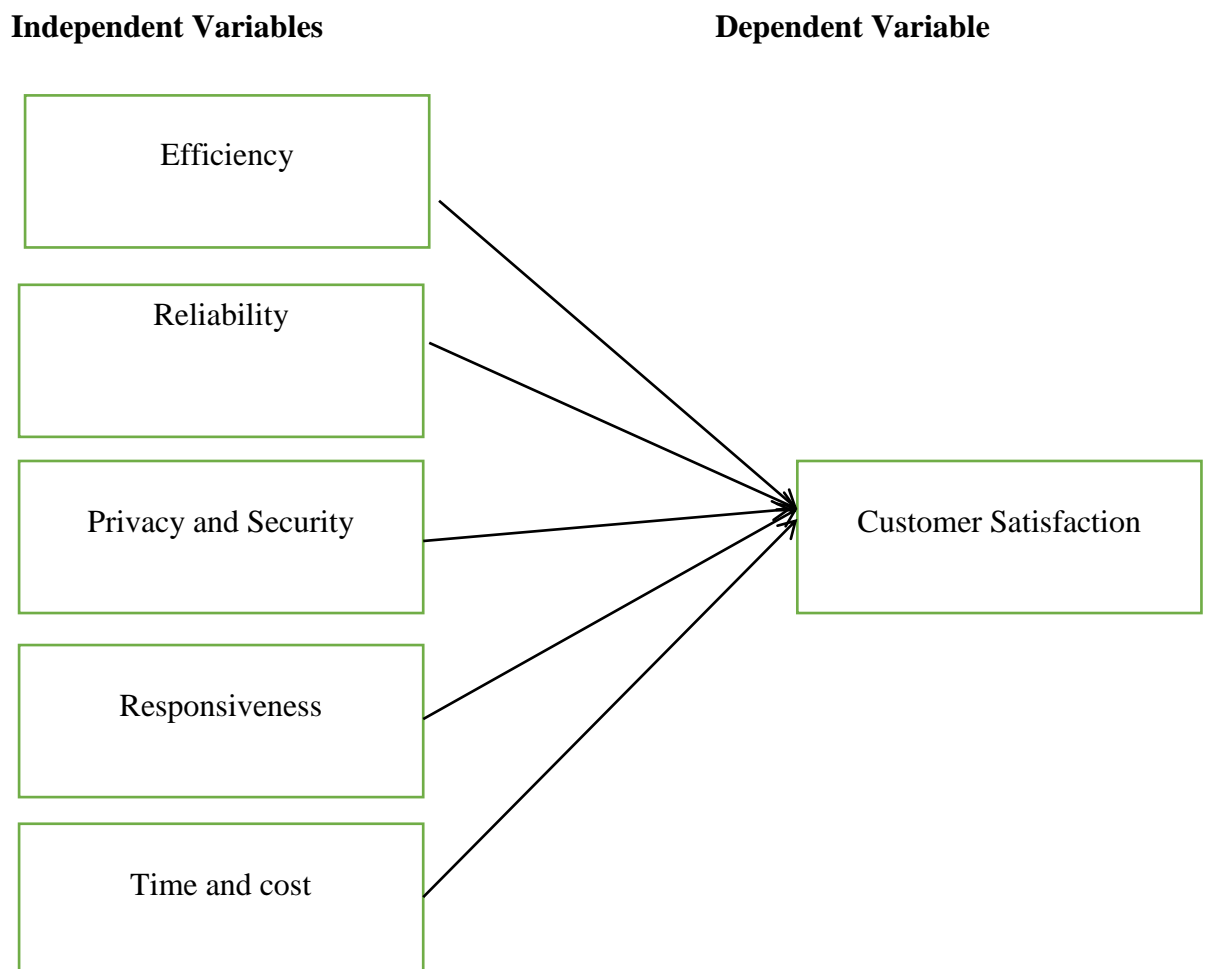 Independent Variables
Dependent Variable
Efficiency
Reliability
Privacy and Security
Customer Satisfaction
Responsiveness
Time and cost